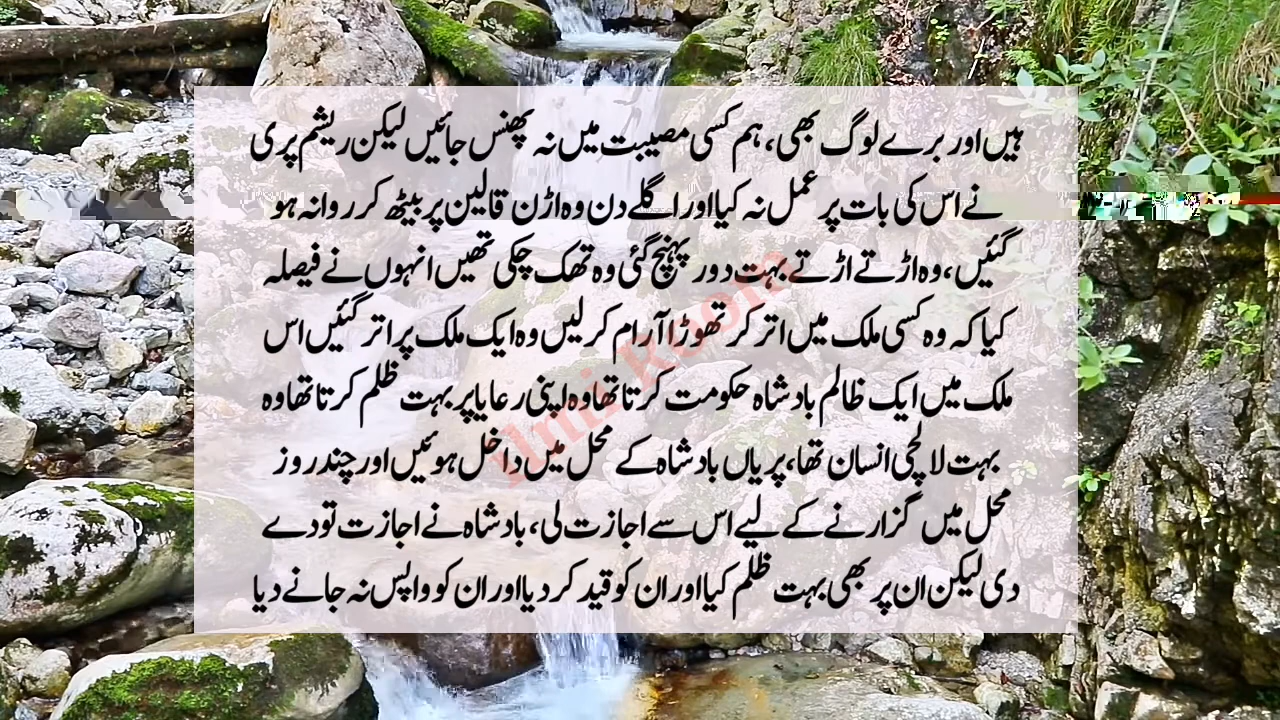 ہیں اور برے لوگ بھی، ہم کسی مصیبت میں نہ پھنس جائیں لیکن ریشم پری
نے اس کی بات پر عمل نہ کیا اور اگلے دن وہ اڑن قالین پر بیٹھ کر روانہ ہو
گئیں، وہ اڑتے اڑتے بہت دور پہنچ گئی وہ تھک چکی تھیں انہوں نے فیصلہ
کیا کہ وہ کسی ملک میں اتر کر تھوڑا آرام کر لیں وہ ایک ملک پر اتر گئیں اس
ملک میں ایک ظالم بادشاہ حکومت کرتا تھا وہ اپنی رعایا پر بہت ظلم کرتا تھا وہ
بہت لالچی انسان تھا، پریاں بادشاہ کے محل میں داخل ہوئیں اور چند روز
محل میں گزارنے کے لیے اس سے اجازت لی، بادشاہ نے اجازت تو دے
دی لیکن ان پر بھی بہت ظلم کیا اور ان کو قید کر دیا اور ان کو واپس نہ جانے دیا
Ilmi Room